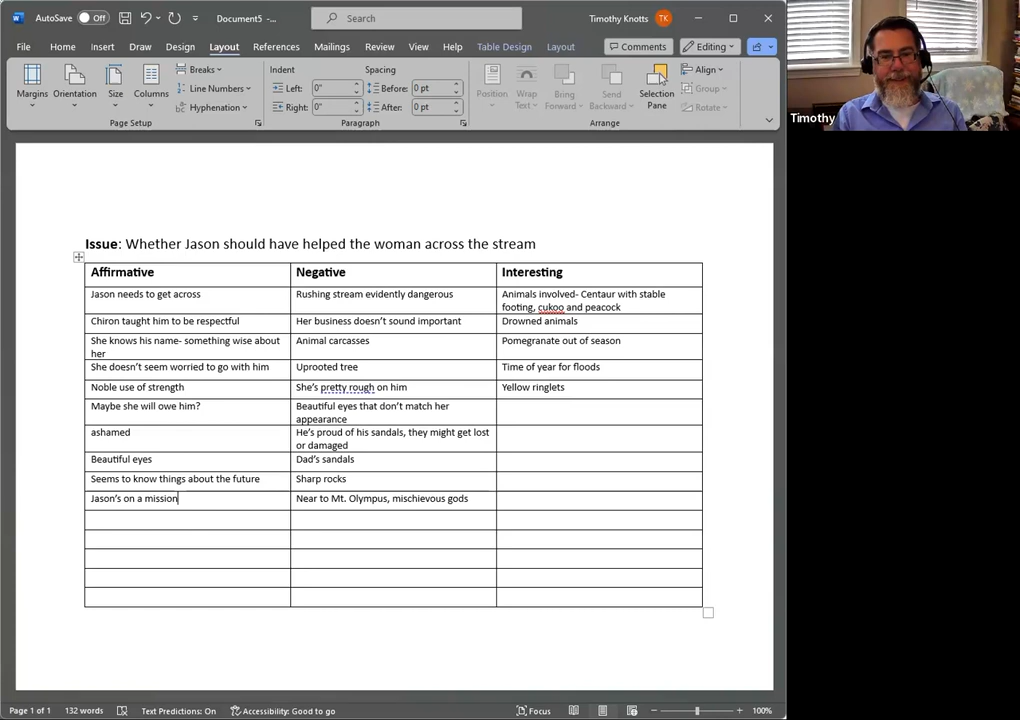 AutoSave Off Document5 -... Search Timothy Knotts TK
File Home Insert Draw Design Layout References Mailings Review View Help Table Design Layout Comments Editing
Margins Orientation Size Columns Breaks Line Numbers Hyphenation Page Setup
Indent Spacing
Left: 0" Before: 0 pt
Right: 0" After: 0 pt
Paragraph
Position Wrap Text Bring Forward Send Backward Selection Pane Align Group Rotate
Arrange
Timothy
Issue: Whether Jason should have helped the woman across the stream
Affirmative Negative Interesting
Jason needs to get across Rushing stream evidently dangerous Animals involved- Centaur with stable
footing, cukoo and peacock
Chiron taught him to be respectful Her business doesn't sound important Drowned animals
She knows his name- something wise about Animal carcasses Pomegranate out of season
her
She doesn't seem worried to go with him Uprooted tree Time of year for floods
Noble use of strength She's pretty rough on him Yellow ringlets
Maybe she will owe him? Beautiful eyes that don't match her
appearance
ashamed He's proud of his sandals, they might get lost
or damaged
Beautiful eyes Dad's sandals
Seems to know things about the future Sharp rocks
Jason's on a mission Near to Mt. Olympus, mischievous gods
Page 1 of 1 132 words Text Predictions: On Accessibility: Good to go Focus 100%